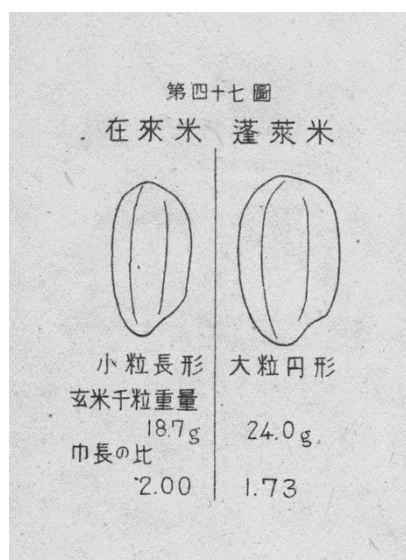 第四十七圖
在來米 蓬萊米
小粒長形 大粒円形
玄米千粒重量
18.7g 24.0g
巾長の比
2.00 1.73